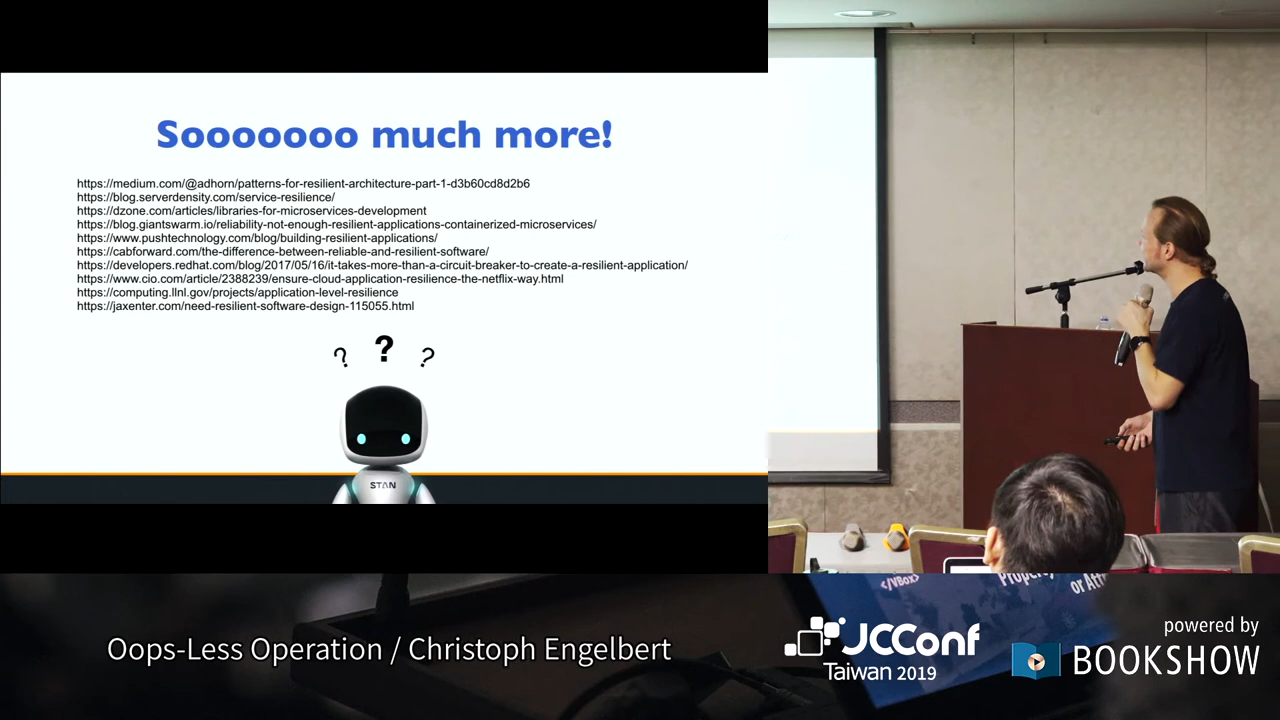 Sooooooo much more!
https://medium.com/@adhorn/patterns-for-resilient-architecture-part-1-d3b60cd8d2b6
https://blog.serverdensity.com/service-resilience/
https://dzone.com/articles/libraries-for-microservices-development
https://blog.giantswarm.io/reliability-not-enough-resilient-applications-containerized-microservices/
https://www.pushtechnology.com/blog/building-resilient-applications/
https://cabforward.com/the-difference-between-reliable-and-resilient-software/
https://developers.redhat.com/blog/2017/05/16/it-takes-more-than-a-circuit-breaker-to-create-a-resilient-application/
https://www.cio.com/article/2388239/ensure-cloud-application-resilience-the-netflix-way.html
https://computing.llnl.gov/projects/application-level-resilience
https://jaxenter.com/need-resilient-software-design-115055.html
? ? ?
STAN
</VBox>
or
Oops-Less Operation / Christoph Engelbert
JCConf
Taiwan 2019
powered by
BOOKSHOW